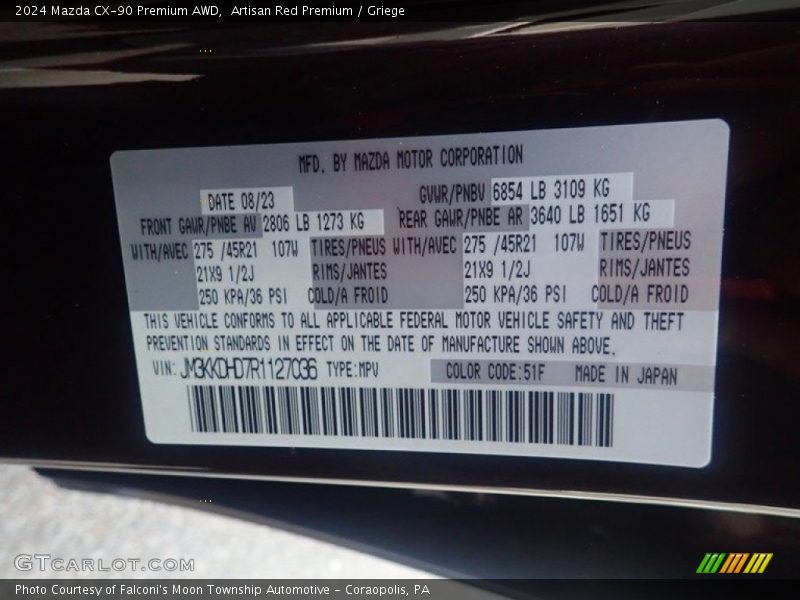 2024 Mazda CX-90 Premium AWD,  Artisan Red Premium / Griege
MFD. BY MAZDA MOTOR CORPORATION
DATE 08/23 GVWR/PNBV 6854 LB 3109 KG
FRONT GAWR/PNBE AV 2806 LB 1273 KG REAR GAWR/PNBE AR 3640 LB 1651 KG
WITH/AVEC 275 /45R21 107W TIRES/PNEUS WITH/AVEC 275 /45R21 107W TIRES/PNEUS
21X9 1/2J RIMS/JANTES 21X9 1/2J RIMS/JANTES
250 KPA/36 PSI COLD/A FROID 250 KPA/36 PSI COLD/A FROID
THIS VEHICLE CONFORMS TO ALL APPLICABLE FEDERAL MOTOR VEHICLE SAFETY AND THEFT
PREVENTION STANDARDS IN EFFECT ON THE DATE OF MANUFACTURE SHOWN ABOVE.
VIN: JM3KKDHD7R1127036 TYPE:MPV COLOR CODE:51F MADE IN JAPAN
GTCARLOT.COM
Photo Courtesy of Falconi's Moon Township Automotive - Coraopolis, PA